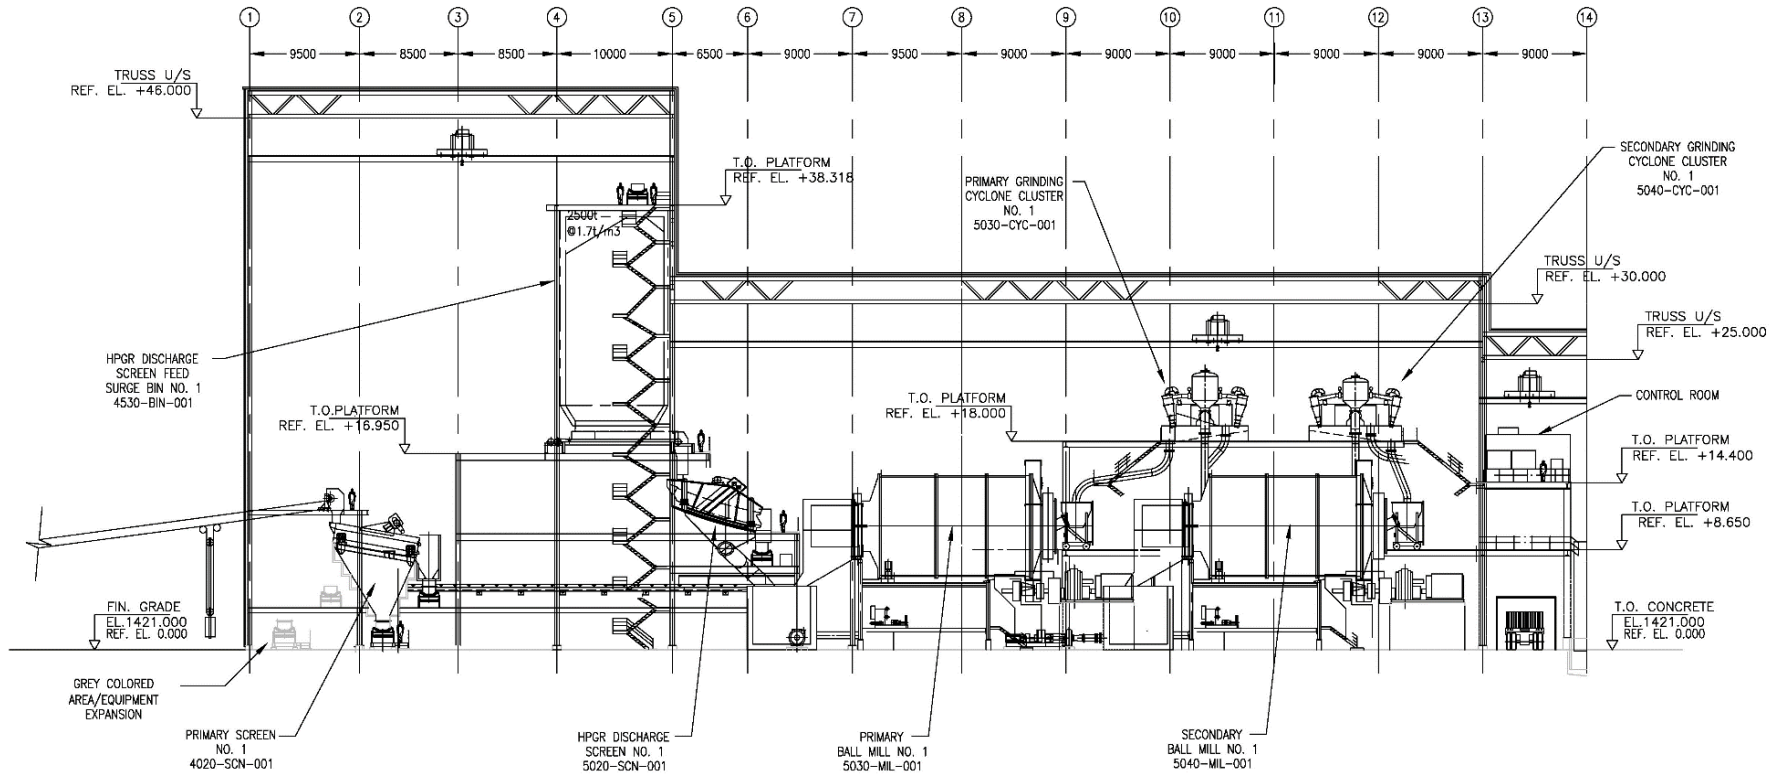 1 2 3 4 5 6 7 8 9 10 11 12 13 14
9500 8500 8500 10000 6500 9000 9500 9000 9000 9000 9000 9000 9000
TRUSS U/S
REF. EL. +46.000
T.O. PLATFORM
REF. EL. +38.318
2500t
@1.7t/m3
PRIMARY GRINDING
CYCLONE CLUSTER
NO. 1
5030-CYC-001
SECONDARY GRINDING
CYCLONE CLUSTER
NO. 1
5040-CYC-001
TRUSS U/S
REF. EL. +30.000
TRUSS U/S
REF. EL. +25.000
HPGR DISCHARGE
SCREEN FEED
SURGE BIN NO. 1
4530-BIN-001
T.O.PLATFORM
REF. EL. +16.950
T.O. PLATFORM
REF. EL. +18.000
CONTROL ROOM
T.O. PLATFORM
REF. EL. +14.400
T.O. PLATFORM
REF. EL. +8.650
FIN. GRADE
EL.1421.000
REF. EL. 0.000
T.O. CONCRETE
EL.1421.000
REF. EL. 0.000
GREY COLORED
AREA/EQUIPMENT
EXPANSION
PRIMARY SCREEN
NO. 1
4020-SCN-001
HPGR DISCHARGE
SCREEN NO. 1
5020-SCN-001
PRIMARY
BALL MILL NO. 1
5030-MIL-001
SECONDARY
BALL MILL NO. 1
5040-MIL-001